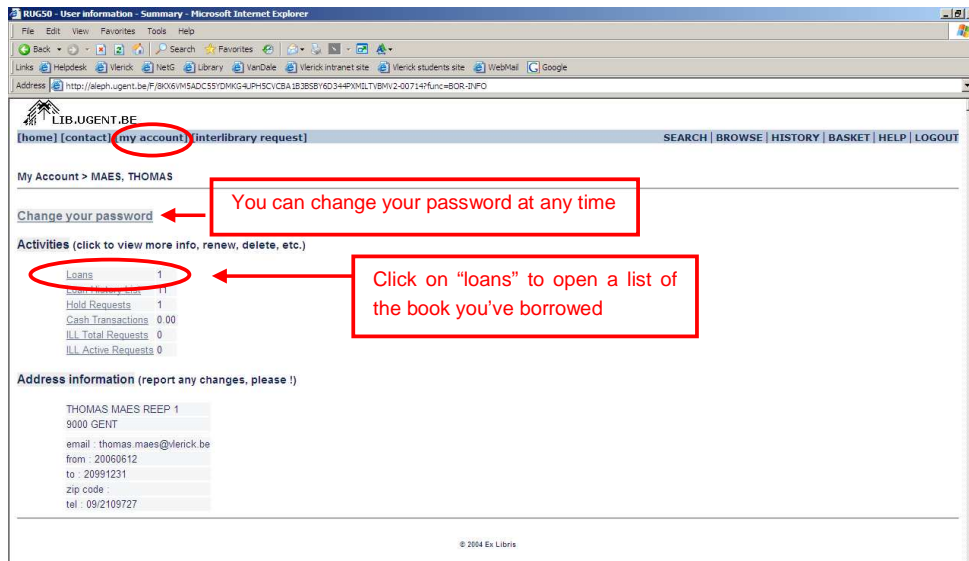 RUG50 - User information - Summary - Microsoft Internet Explorer
File Edit View Favorites Tools Help
Back Search Favorites
Links Helpdesk Vlerick NetG Library VanDale Vlerick intranet site Vlerick students site WebMail Google
Address http://aleph.ugent.be/F/
LIB.UGENT.BE
[home] [contact] [my account] [interlibrary request] SEARCH | BROWSE | HISTORY | BASKET | HELP | LOGOUT
My Account > MAES, THOMAS
Change your password
You can change your password at any time
Activities (click to view more info, renew, delete, etc.)
Loans 1
Loan History List 11
Hold Requests 1
Cash Transactions 0.00
ILL Total Requests 0
ILL Active Requests 0
Click on “loans” to open a list of
the book you’ve borrowed
Address information (report any changes, please !)
THOMAS MAES REEP 1
9000 GENT
email : thomas.maes@vlerick.be
from : 20060612
to : 20991231
zip code :
tel : 09/2109727
© 2004 Ex Libris